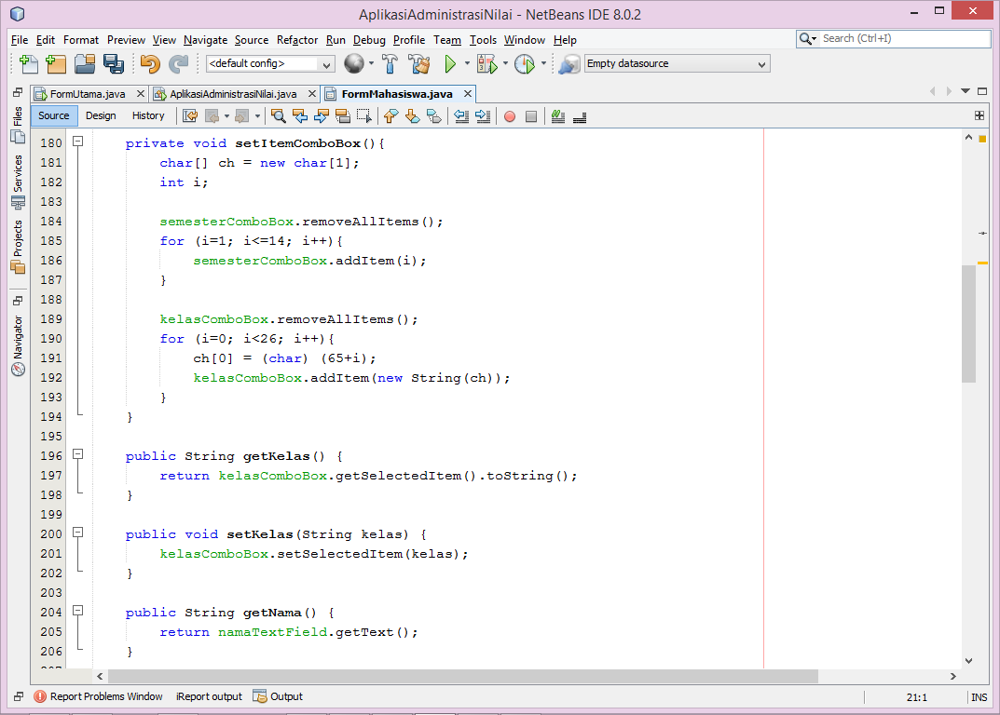 AplikasiAdministrasiNilai - NetBeans IDE 8.0.2
File Edit Format Preview View Navigate Source Refactor Run Debug Profile Team Tools Window Help
Search (Ctrl+I)
<default config>
Empty datasource
FormUtama.java
AplikasiAdministrasiNilai.java
FormMahasiswa.java
Source Design History
Files
Services
Projects
Navigator
180 private void setItemComboBox(){
181 char[] ch = new char[1];
182 int i;
183
184 semesterComboBox.removeAllItems();
185 for (i=1; i<=14; i++){
186 semesterComboBox.addItem(i);
187 }
188
189 kelasComboBox.removeAllItems();
190 for (i=0; i<26; i++){
191 ch[0] = (char) (65+i);
192 kelasComboBox.addItem(new String(ch));
193 }
194 }
195
196 public String getKelas() {
197 return kelasComboBox.getSelectedItem().toString();
198 }
199
200 public void setKelas(String kelas) {
201 kelasComboBox.setSelectedItem(kelas);
202 }
203
204 public String getNama() {
205 return namaTextField.getText();
206 }
Report Problems Window iReport output Output
21:1 INS